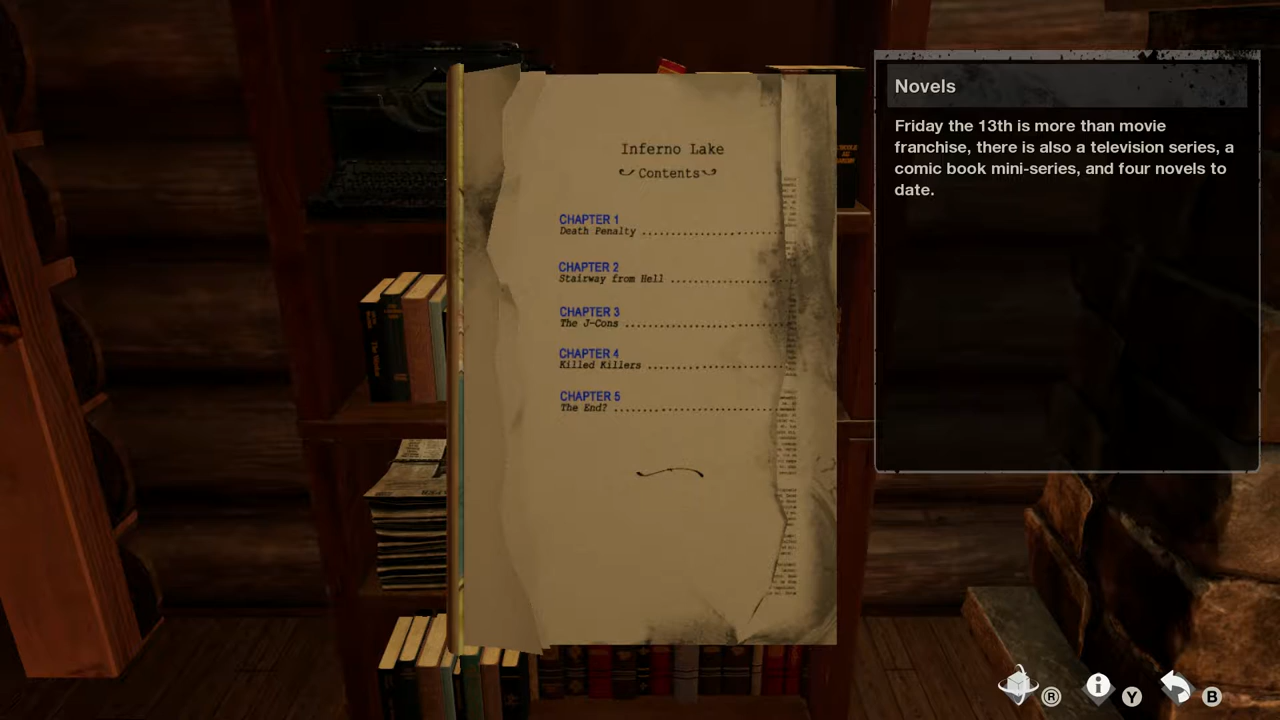 Inferno Lake
Contents
CHAPTER 1
Death Penalty
CHAPTER 2
Stairway from Hell
CHAPTER 3
The J-Cons
CHAPTER 4
Killed Killers
CHAPTER 5
The End?
Novels
Friday the 13th is more than movie
franchise, there is also a television series, a
comic book mini-series, and four novels to
date.
R
Y
B